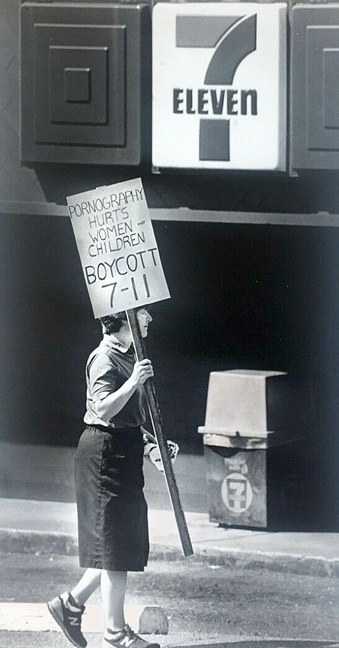 7
ELEVEn
PORNOGRAPHY
HURTS
WOMEN and
CHILDREN
BOYCOTT
7-11
7
N